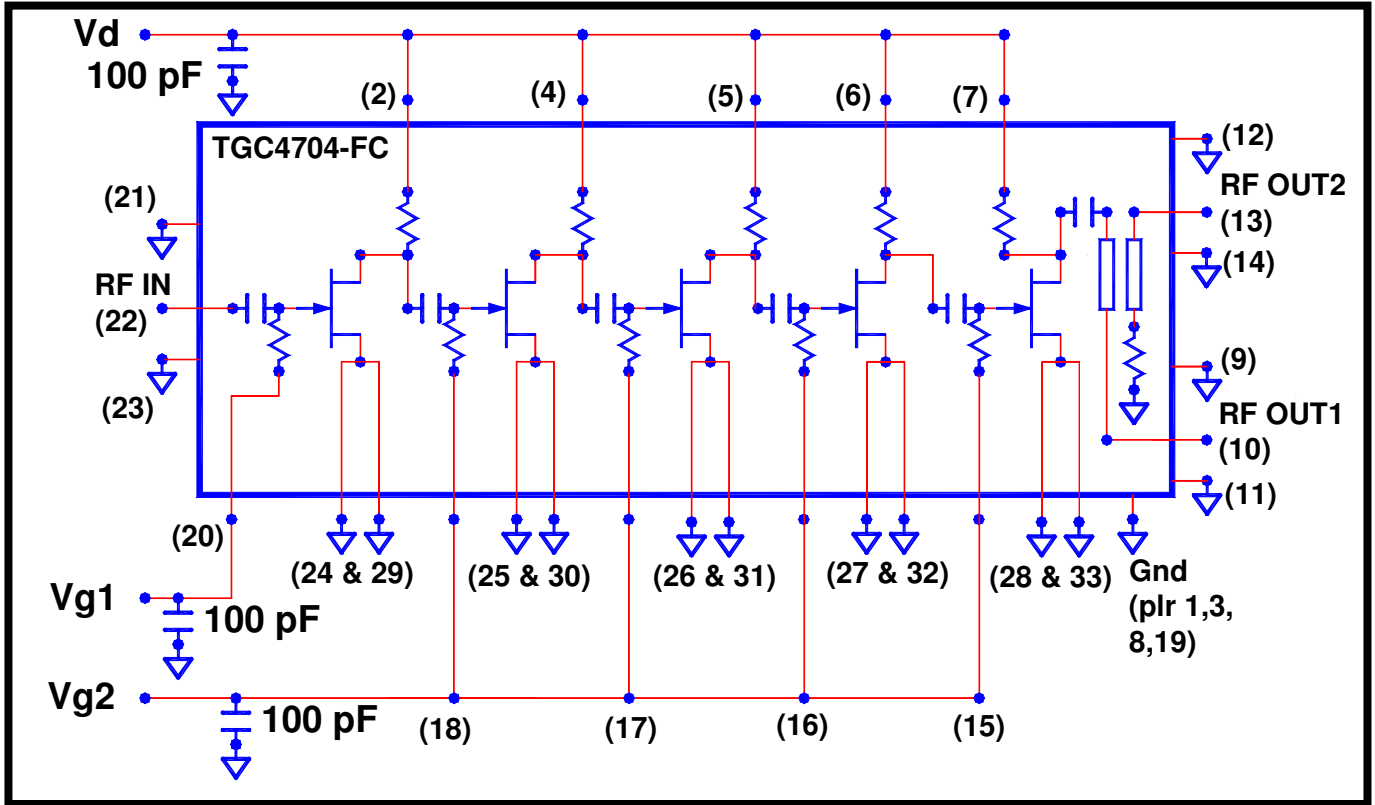 Vd
100 pF
(2)
(4)
(5)
(6)
(7)
TGC4704-FC
(12)
RF OUT2
(13)
(14)
(21)
RF IN
(22)
(23)
(9)
RF OUT1
(10)
(11)
(20)
(24 & 29)
(25 & 30)
(26 & 31)
(27 & 32)
(28 & 33)
Gnd
(plr 1,3,
8,19)
Vg1
100 pF
Vg2
100 pF
(18)
(17)
(16)
(15)